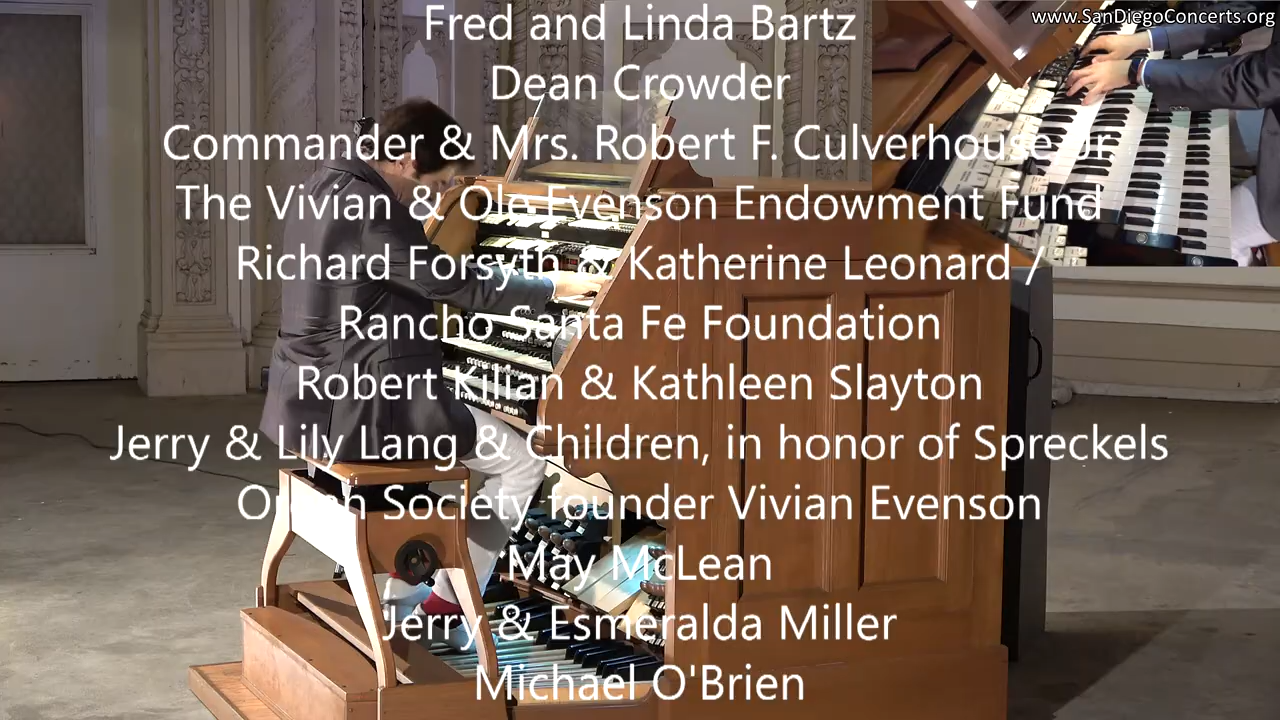 www.SanDiegoConcerts.org
Fred and Linda Bartz
Dean Crowder
Commander & Mrs. Robert F. Culverhouse Jr
The Vivian & Ole Evenson Endowment Fund
Richard Forsyth & Katherine Leonard /
Rancho Santa Fe Foundation
Robert Kilian & Kathleen Slayton
Jerry & Lily Lang & Children, in honor of Spreckels
Organ Society founder Vivian Evenson
May McLean
Jerry & Esmeralda Miller
Michael O'Brien